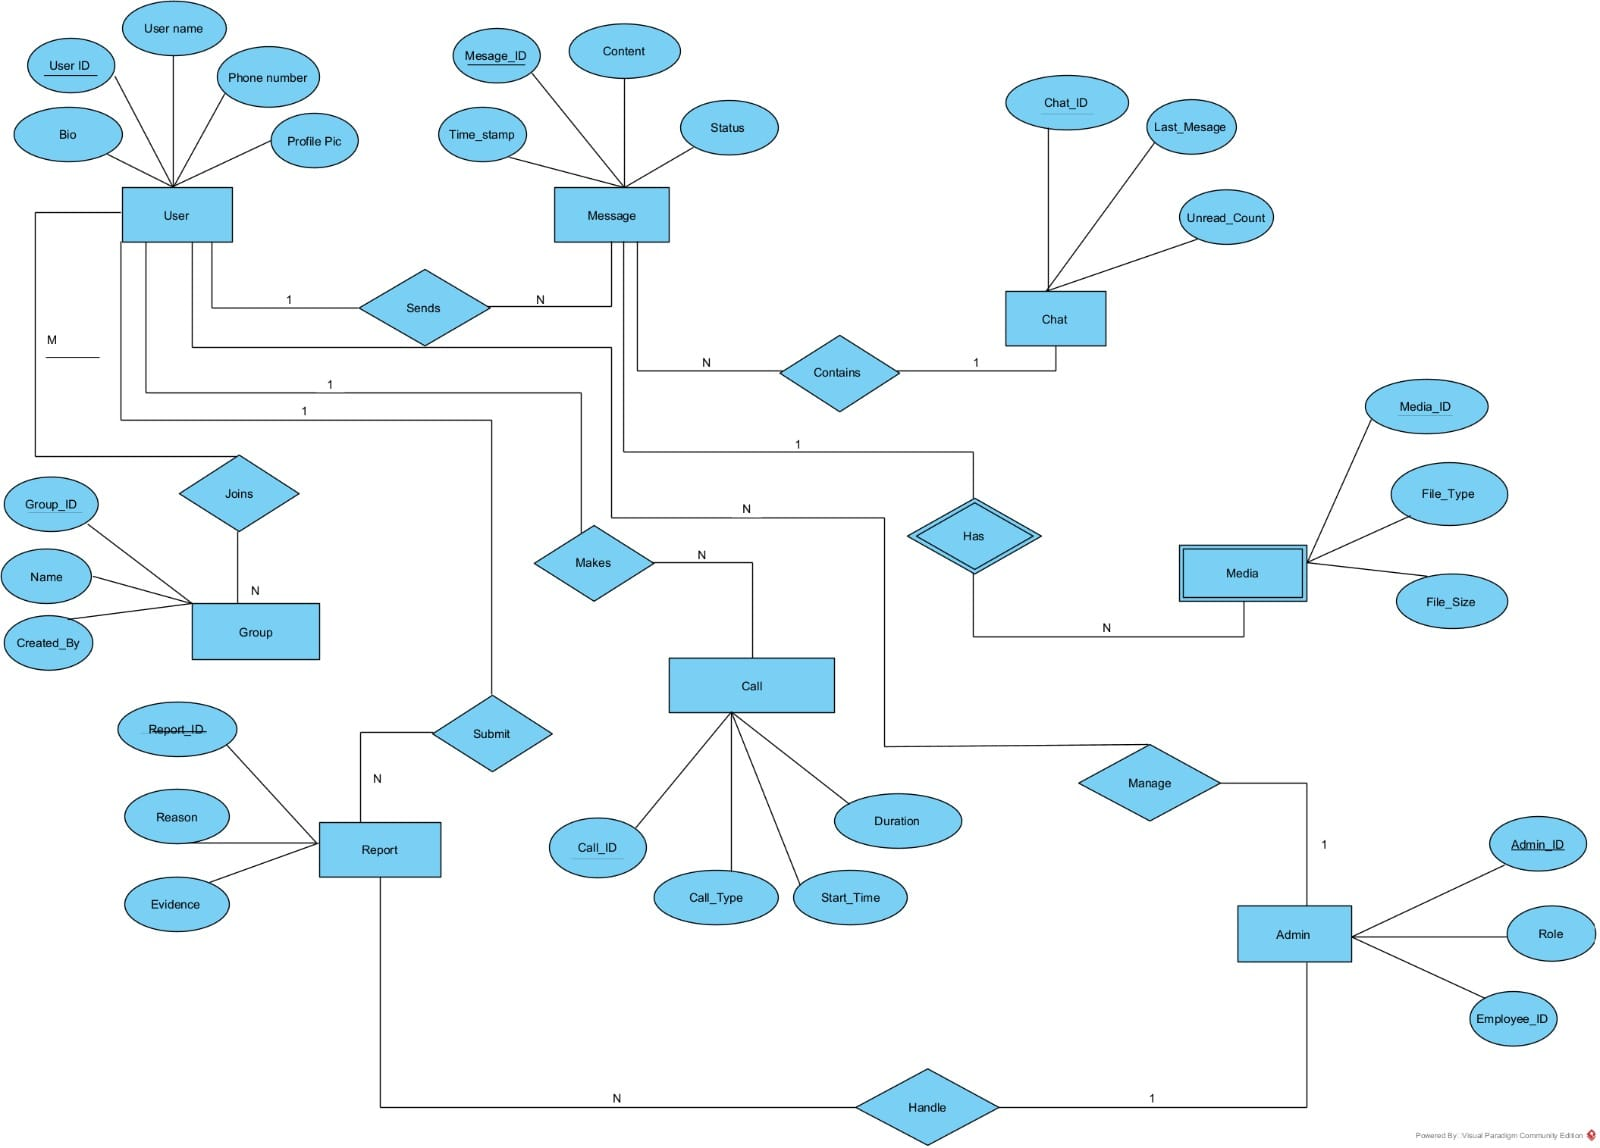 User name
User ID
Phone number
Bio
Profile Pic
User
Mesage_ID
Content
Time_stamp
Status
Message
Chat_ID
Last_Mesage
Unread_Count
Chat
1
Sends
N
M
N
Contains
1
1
1
1
Media_ID
File_Type
File_Size
Media
Has
N
N
Joins
Group_ID
Name
Created_By
N
Group
Makes
N
Call
Call_ID
Call_Type
Start_Time
Duration
Submit
N
Report_ID
Reason
Evidence
Report
Manage
1
Admin_ID
Role
Employee_ID
Admin
N
Handle
1
Powered By: Visual Paradigm Community Edition